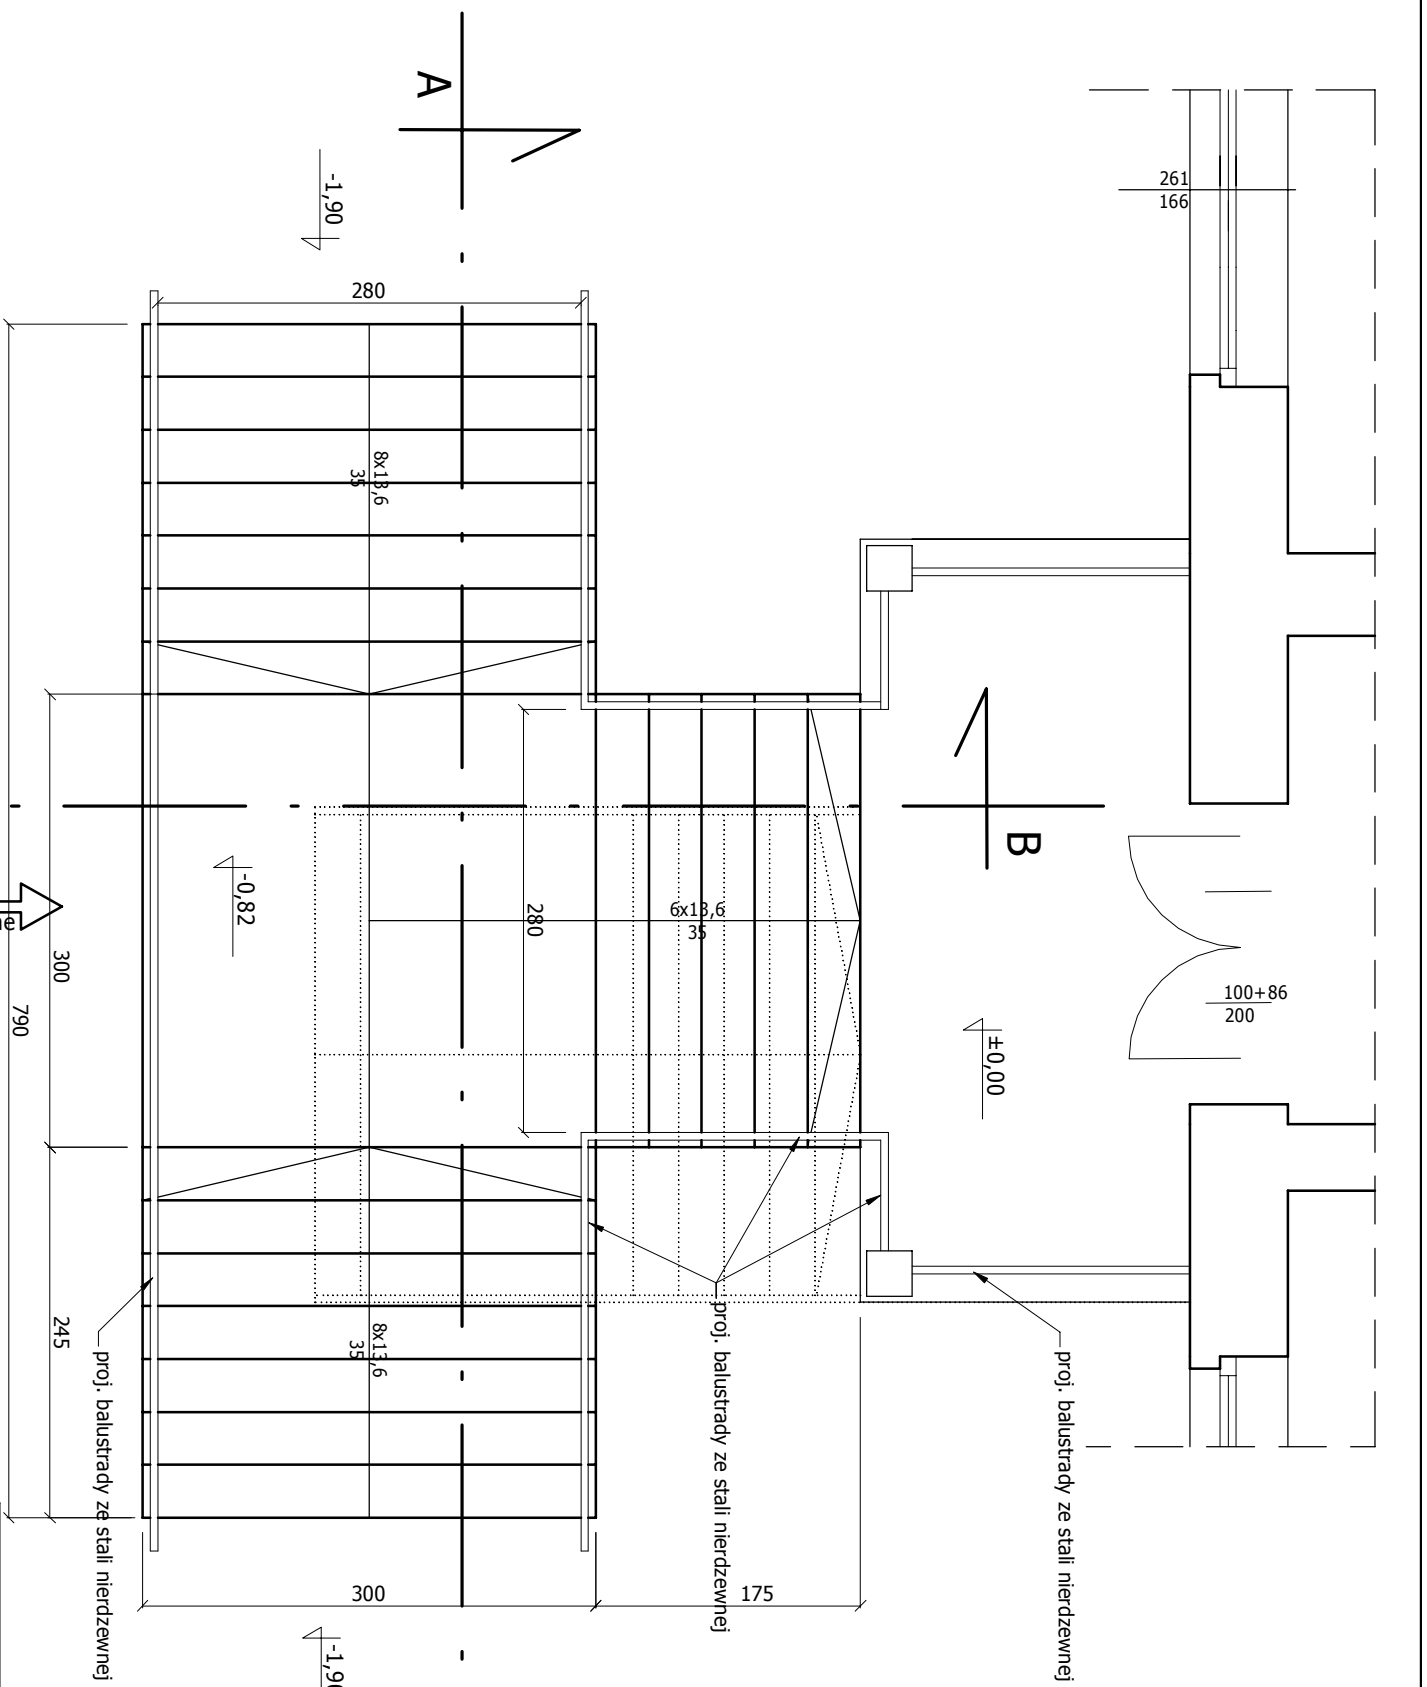 A
-1,90
261
166
280
8x13,6
35
B
-0,82
280
6x13,6
35
100+86
200
±0,00
300
790
245
8x13,6
35
proj. balustrady ze stali nierdzewnej
proj. balustrady ze stali nierdzewnej
proj. balustrady ze stali nierdzewnej
300
175